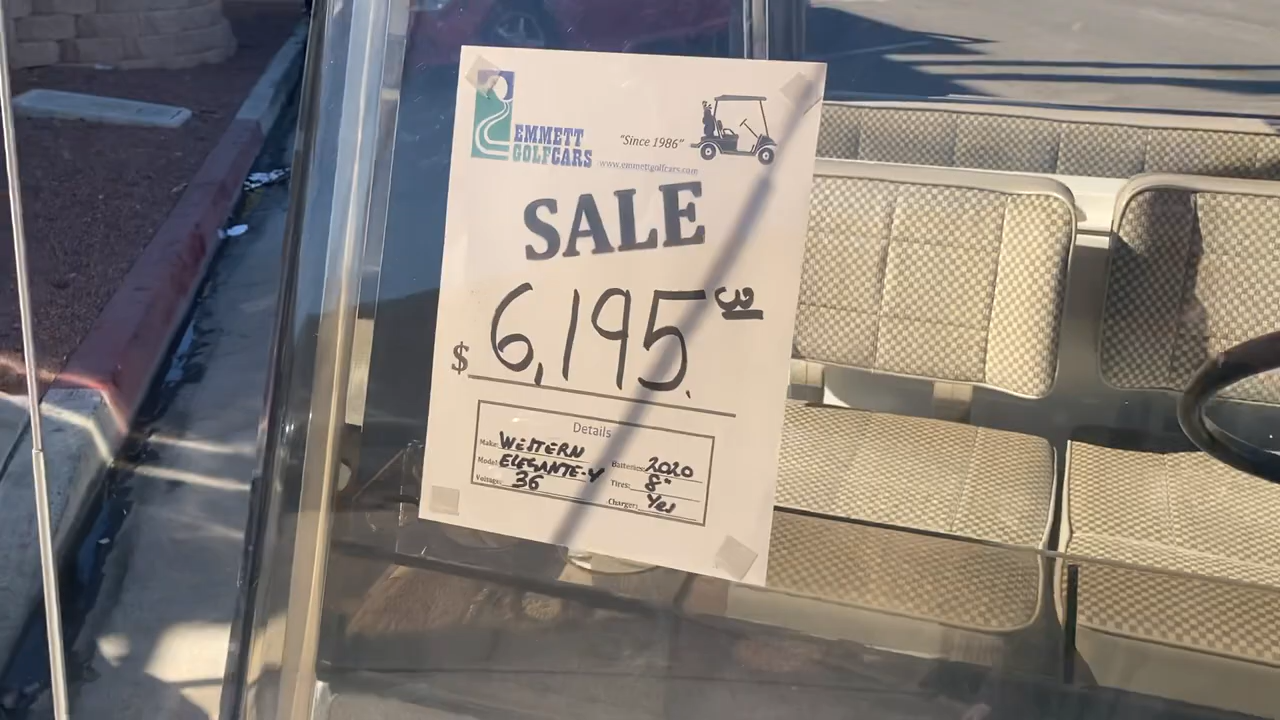 EMMETT
GOLFCARS
"Since 1986"
www.emmettgolfcars.com
SALE
$ 6,195.
Details
Make: WESTERN
Model: ELEGANTE-4
Voltage: 36
Batteries: 2020
Tires: 8"
Charger: Yes